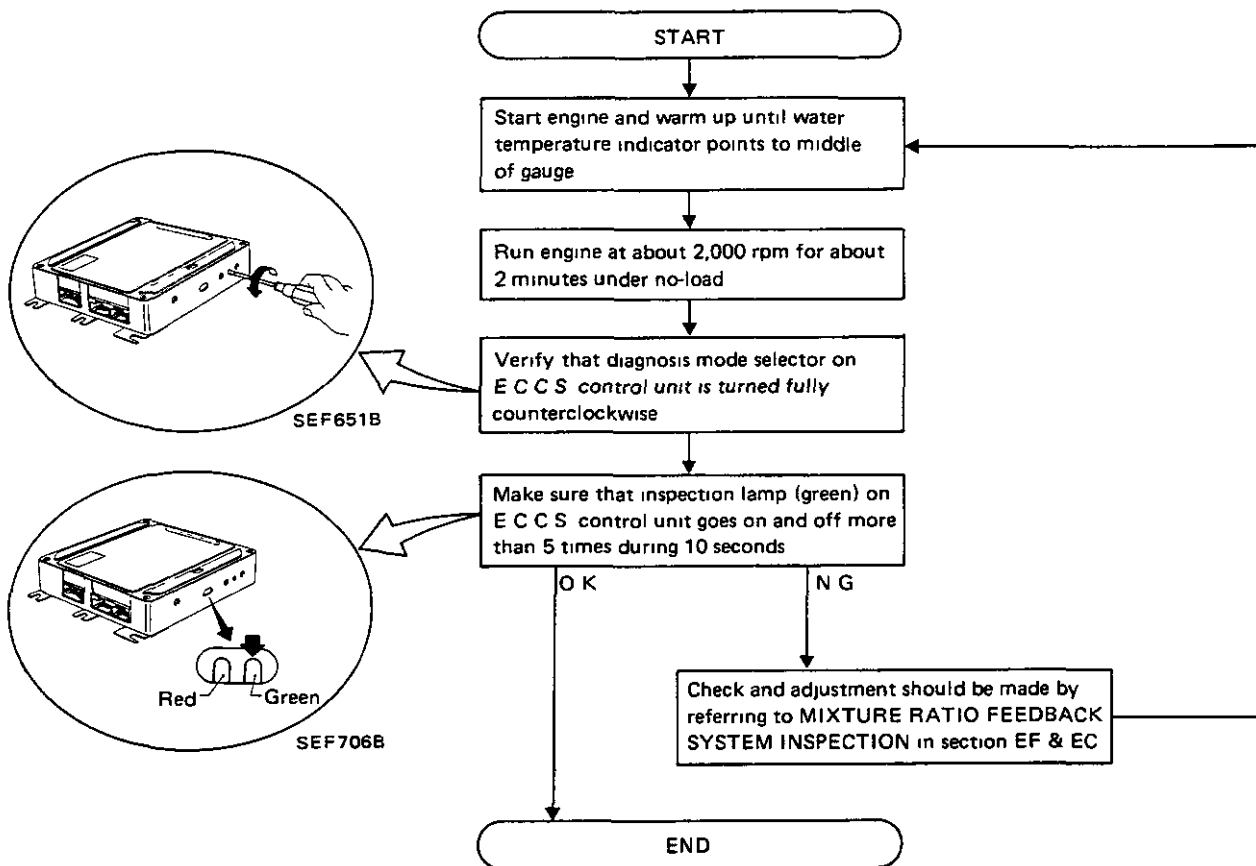 START
Start engine and warm up until water
temperature indicator points to middle
of gauge
Run engine at about 2,000 rpm for about
2 minutes under no-load
Verify that diagnosis mode selector on
E C C S control unit is turned fully
counterclockwise
SEF651B
Make sure that inspection lamp (green) on
E C C S control unit goes on and off more
than 5 times during 10 seconds
O K
N G
Red
Green
SEF706B
Check and adjustment should be made by
referring to MIXTURE RATIO FEEDBACK
SYSTEM INSPECTION in section EF & EC
END